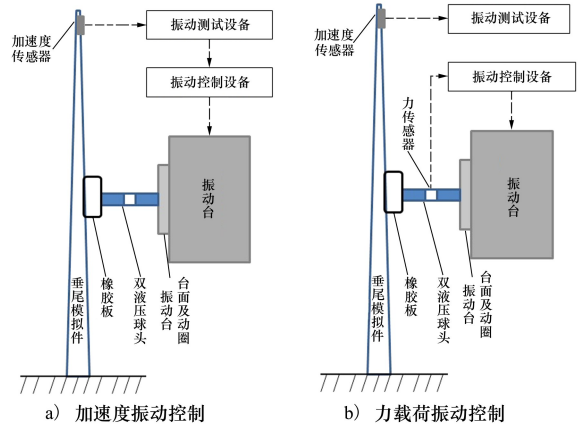 加速度
传感器
振动测试设备
振动控制设备
振动台
垂尾模拟件
橡胶板
双液压球头
振动台
台面及动圈
a) 加速度振动控制
加速度
传感器
振动测试设备
振动控制设备
力传感器
振动台
垂尾模拟件
橡胶板
双液压球头
振动台
台面及动圈
b) 力载荷振动控制